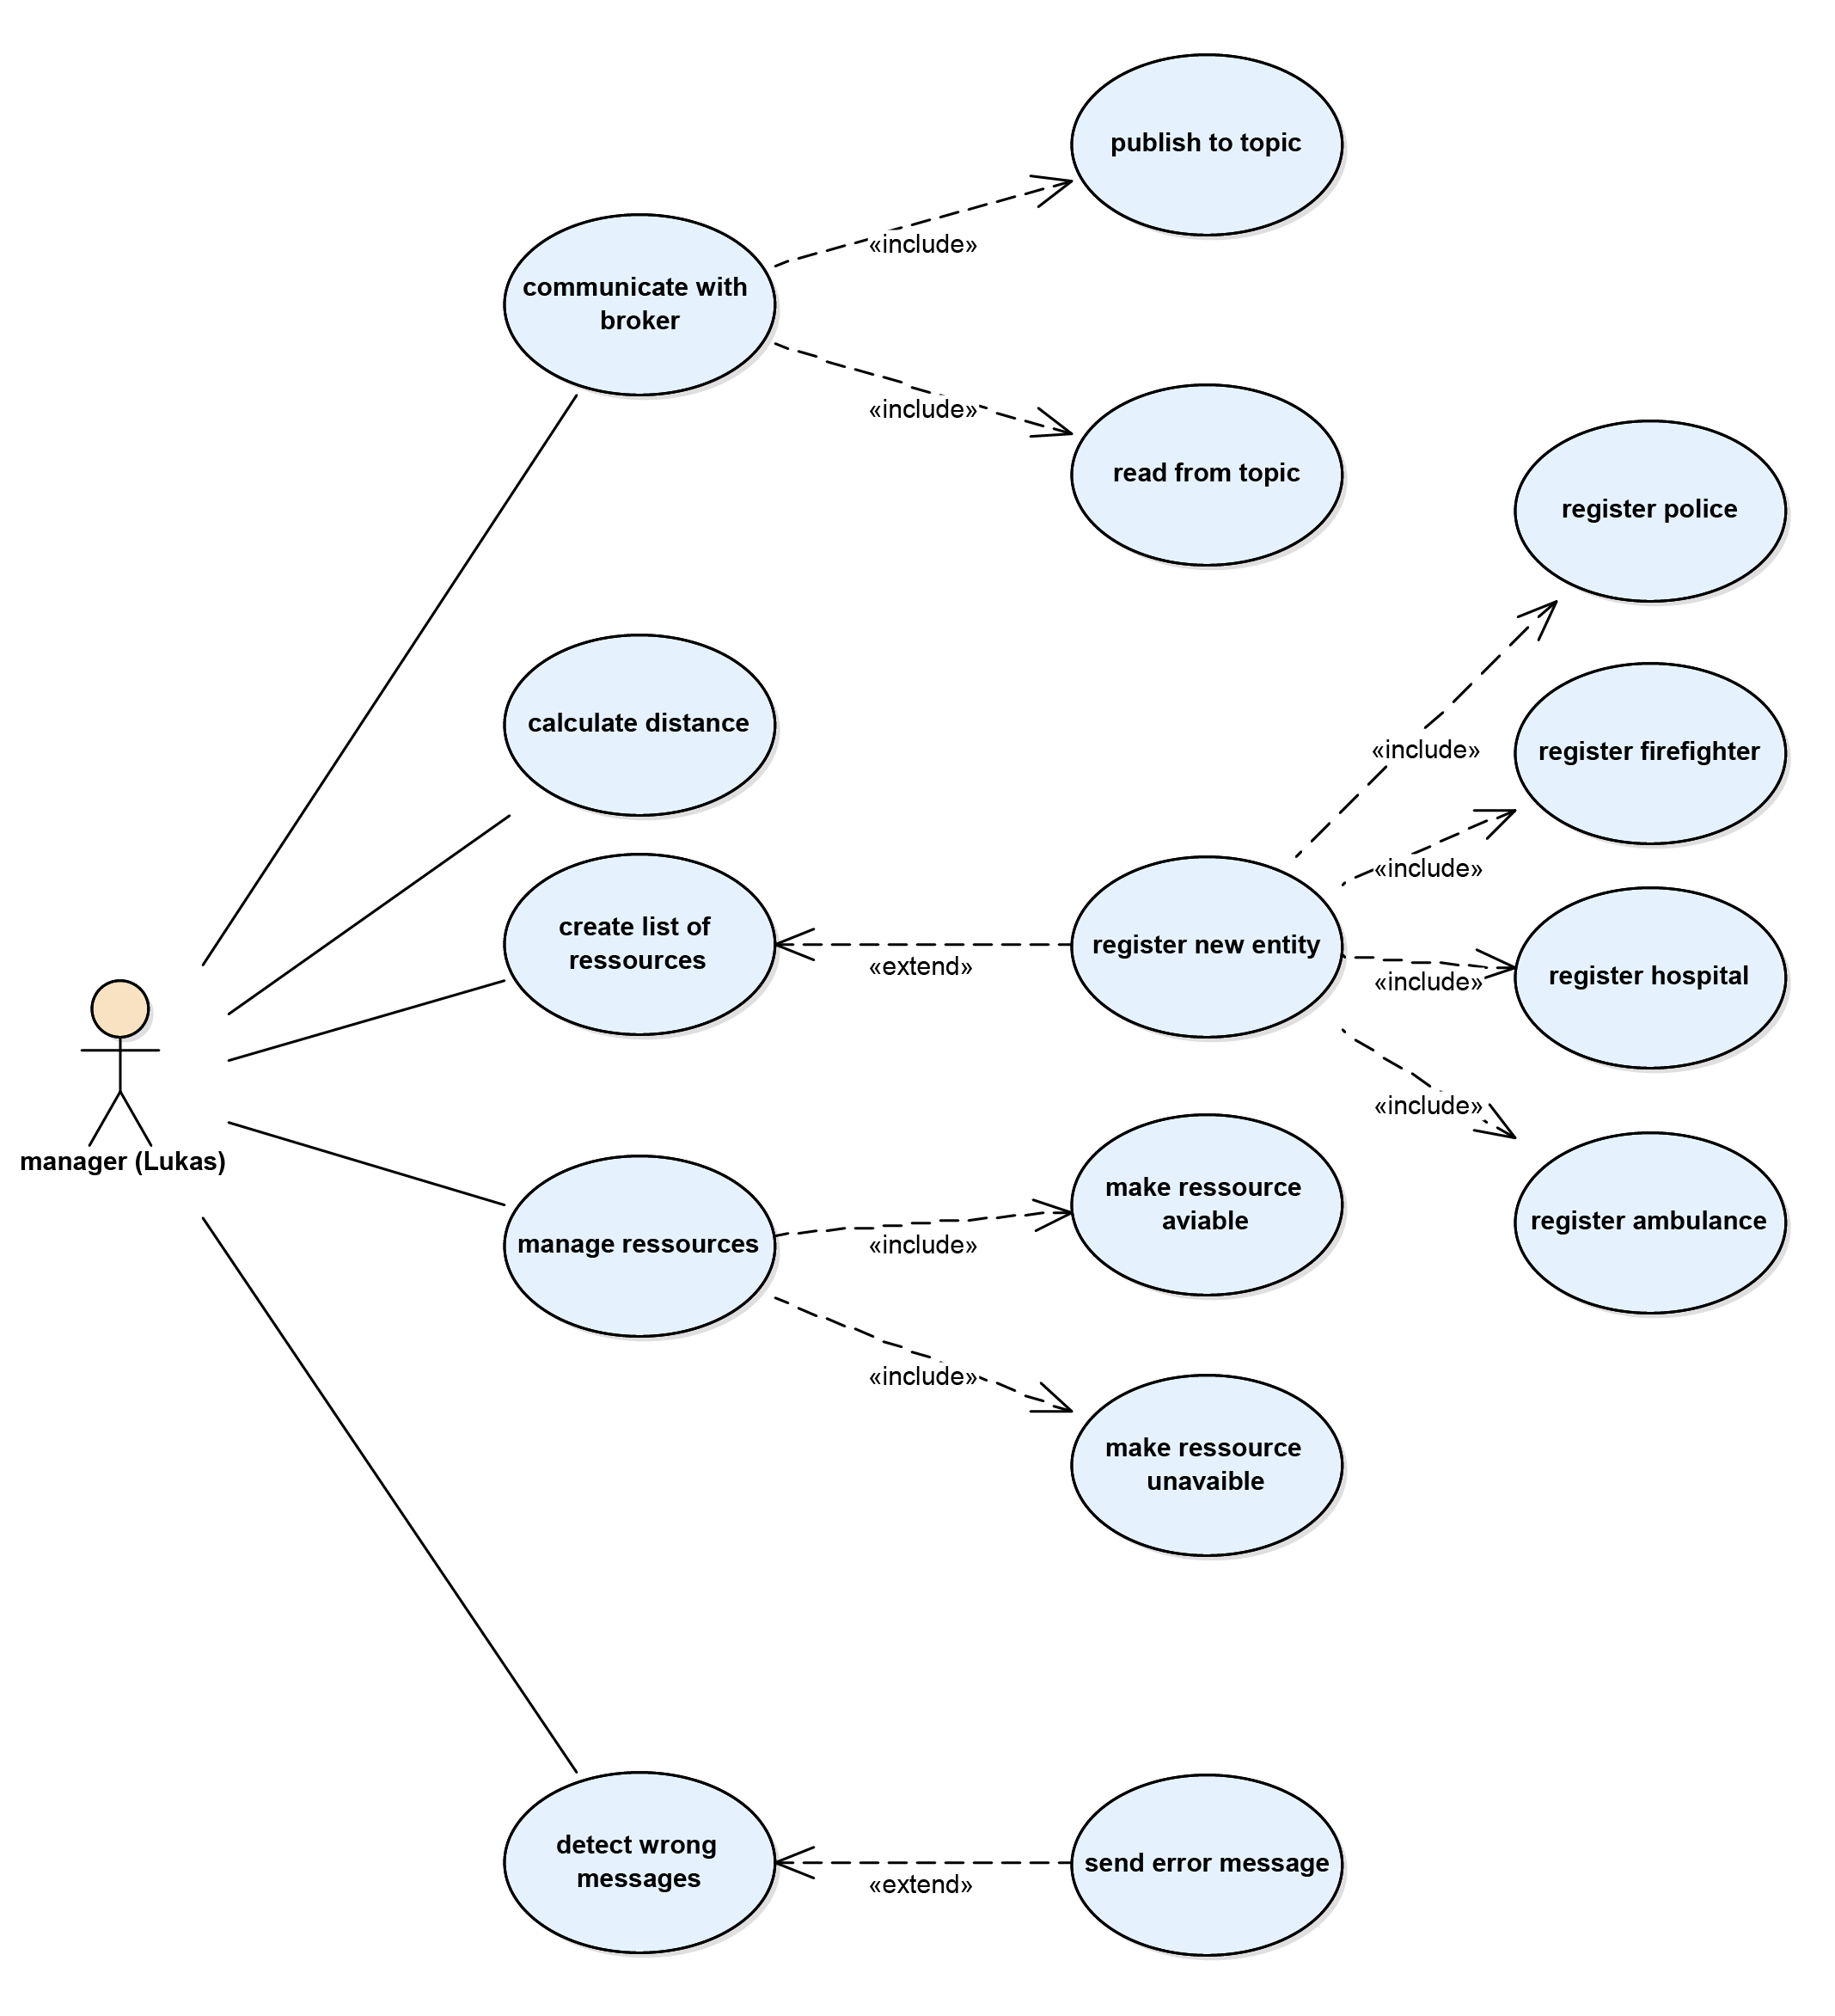 publish to topic
communicate with
broker
«include»
«include»
read from topic
register police
calculate distance
«include»
register firefighter
«include»
create list of
ressources
«extend»
register new entity
«include»
register hospital
«include»
register ambulance
manager (Lukas)
manage ressources
«include»
make ressource
aviable
«include»
make ressource
unavaible
detect wrong
messages
«extend»
send error message